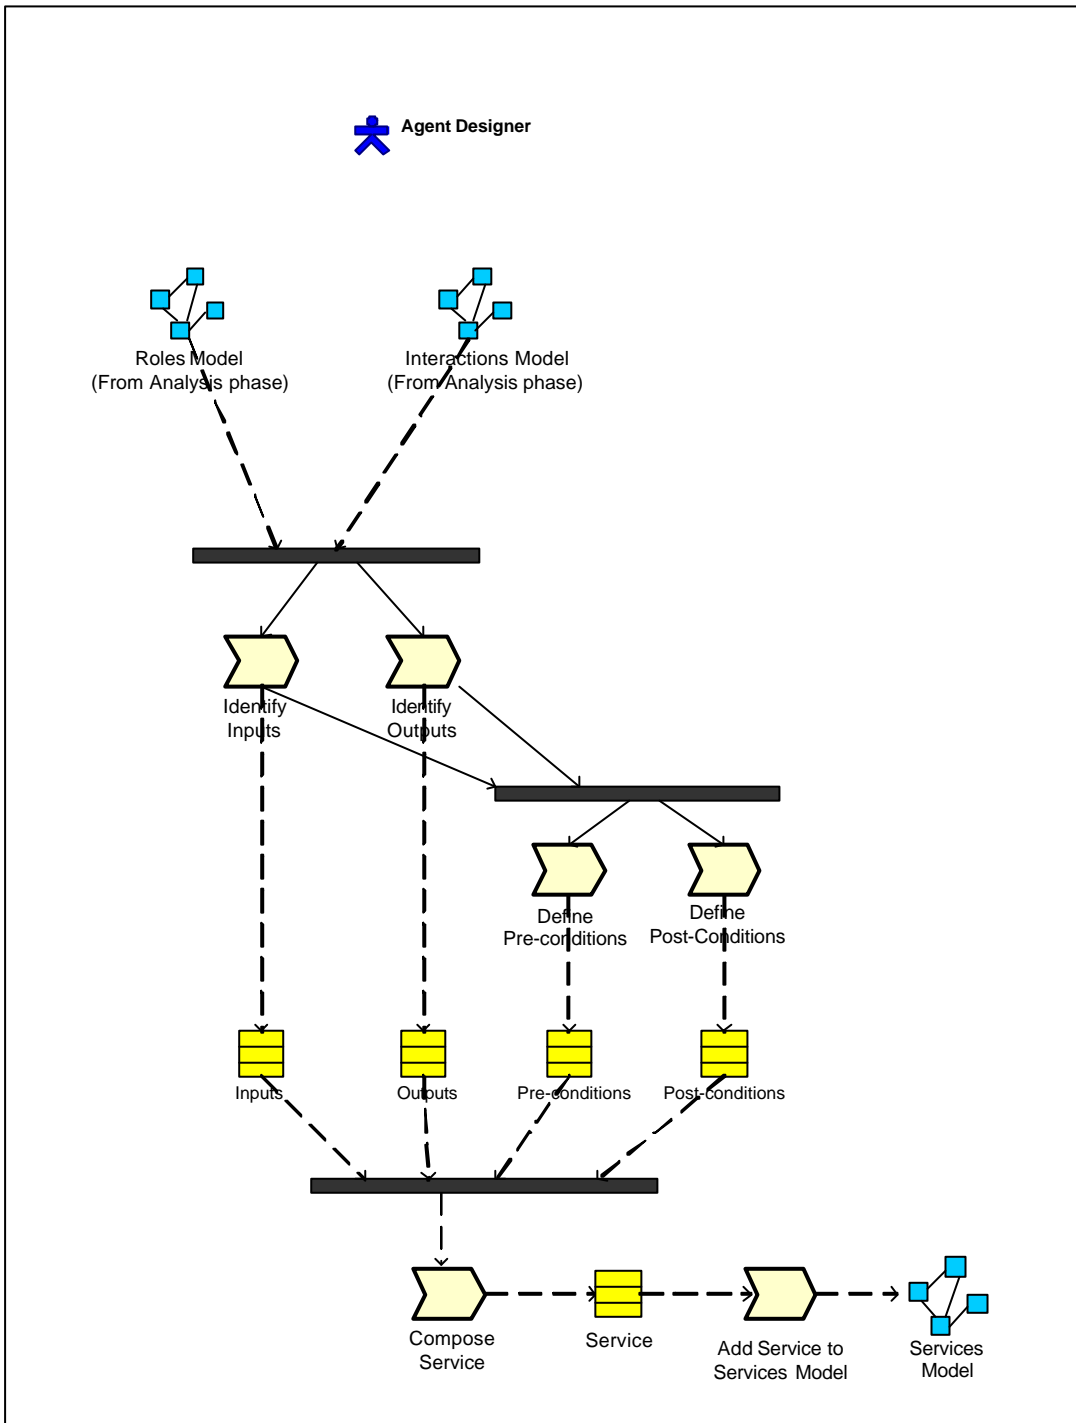 Agent Designer
Roles Model
(From Analysis phase)
Interactions Model
(From Analysis phase)
Identify
Inputs
Identify
Outputs
Define
Pre-conditions
Define
Post-Conditions
Inputs
Outputs
Pre-conditions
Post-conditions
Compose
Service
Service
Add Service to
Services Model
Services
Model